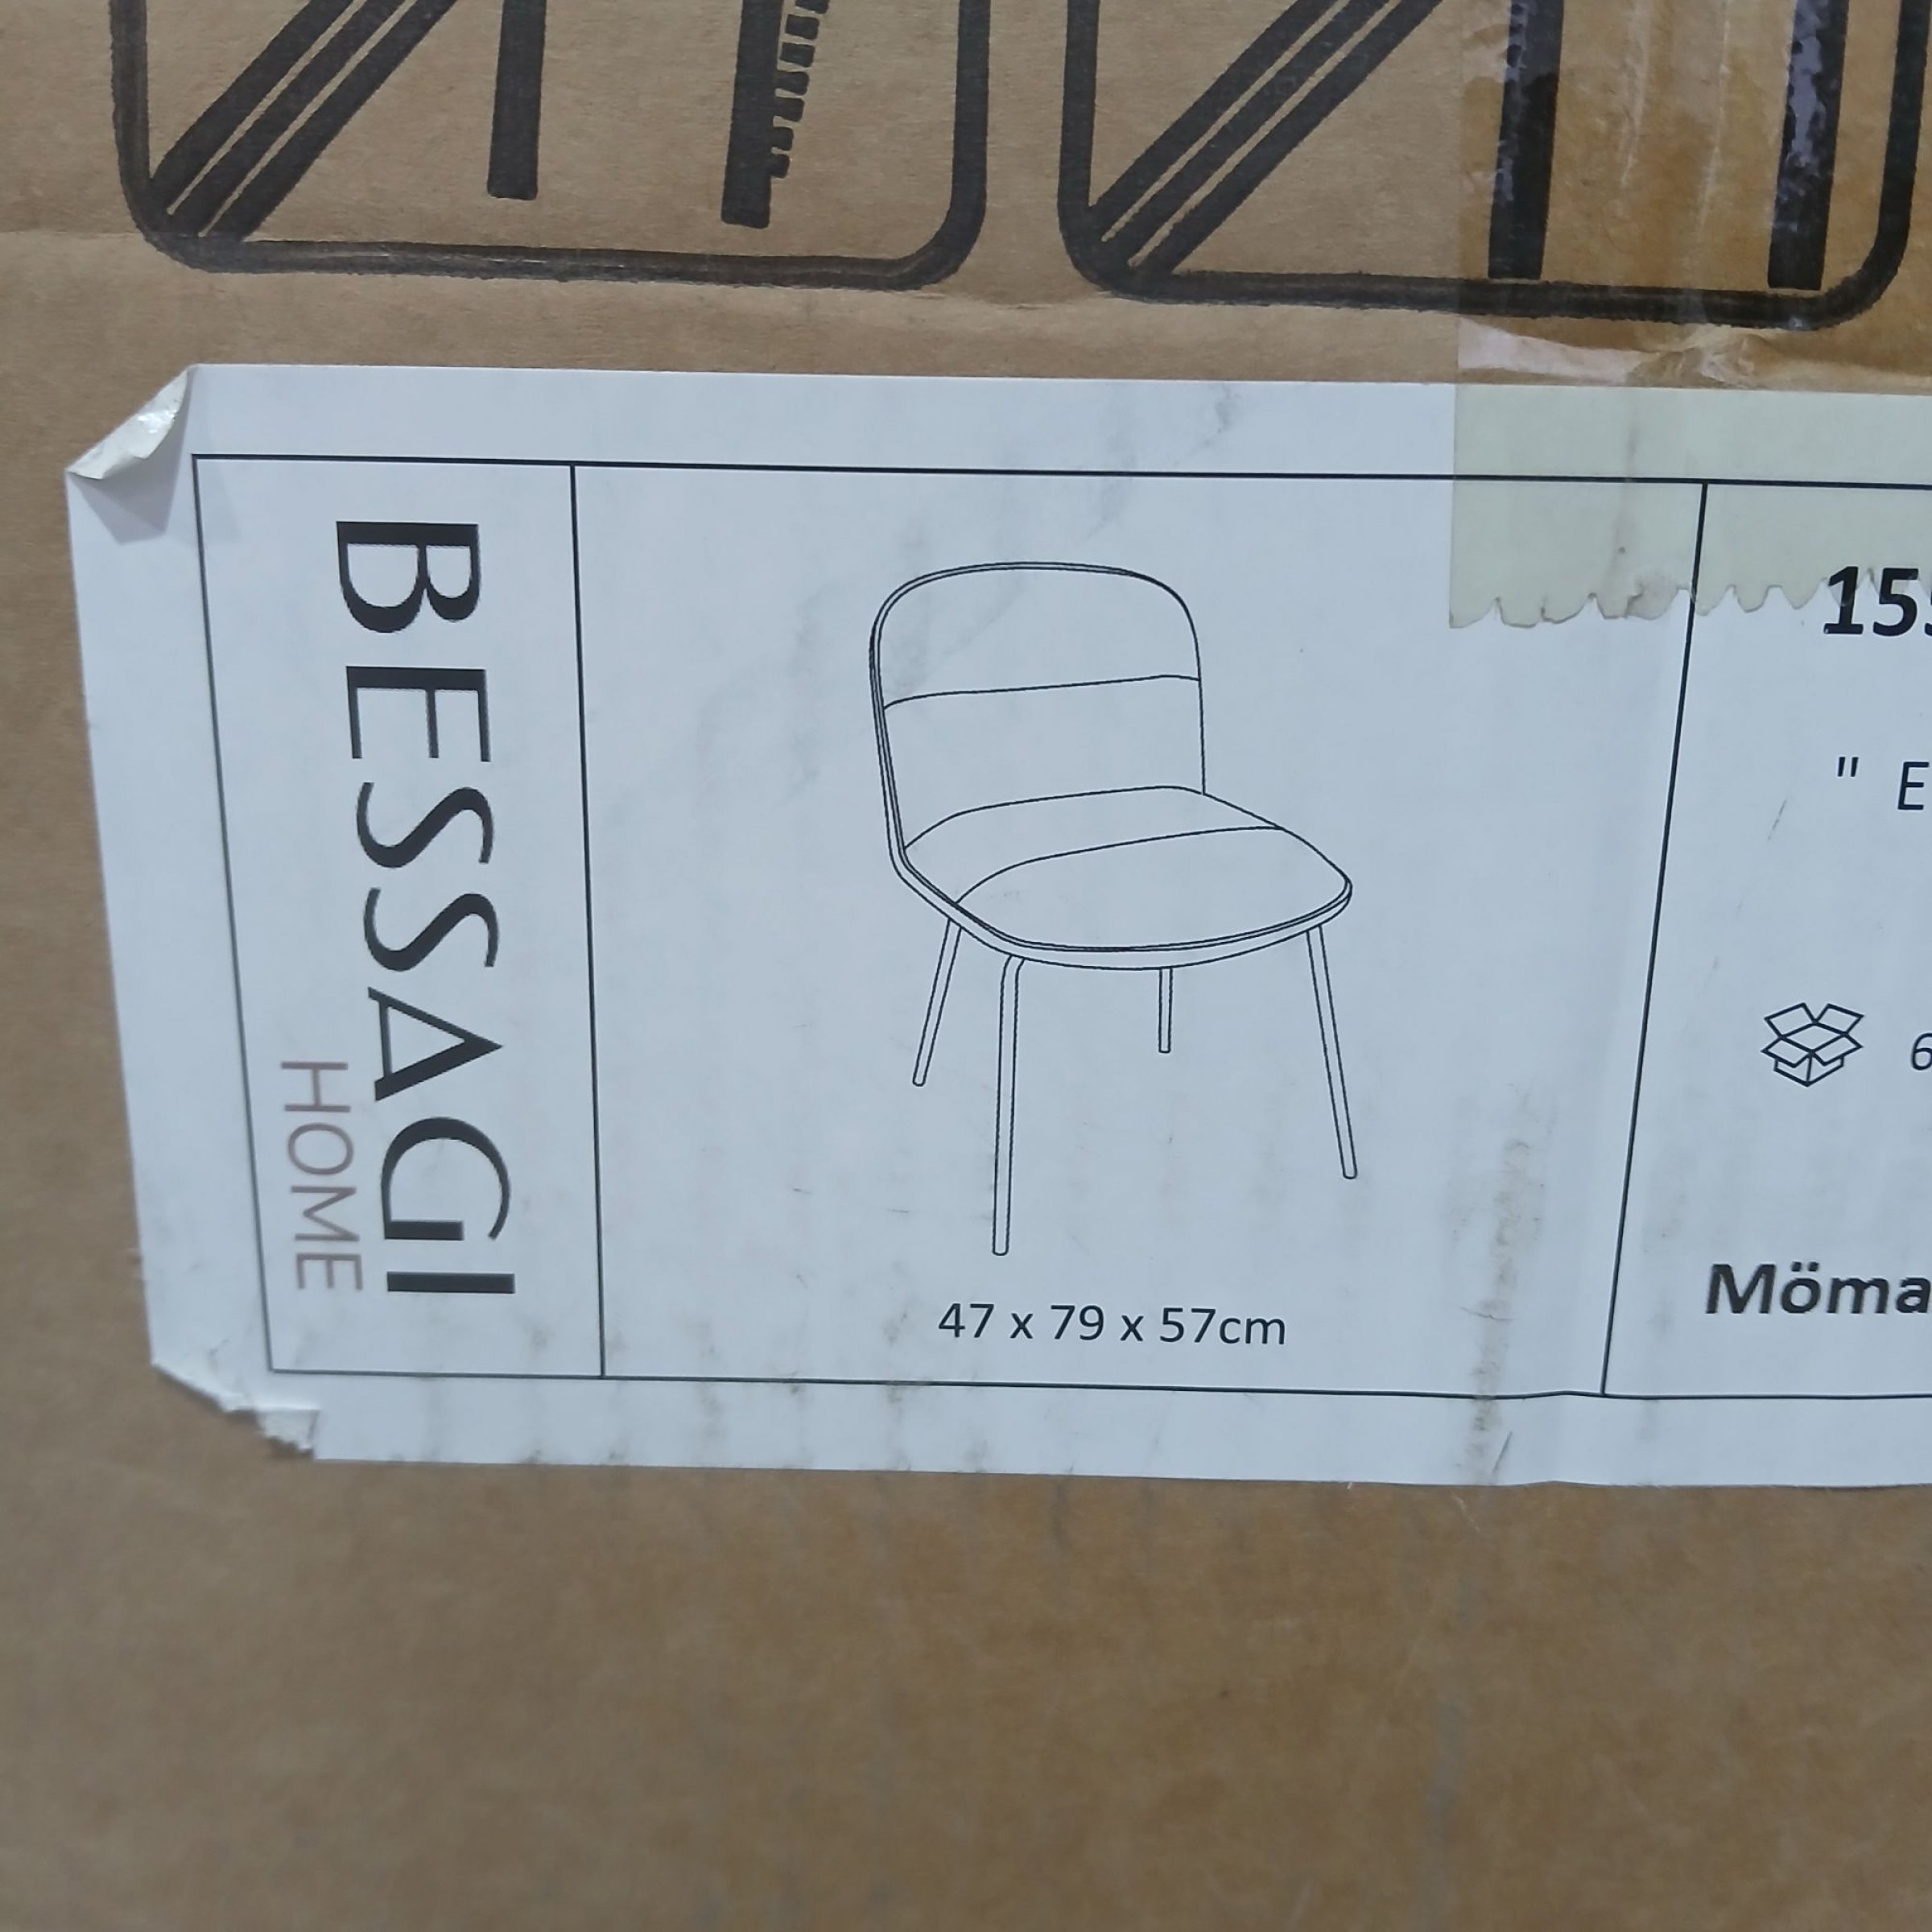 BESSAGI
HOME
47 x 79 x 57cm
15
" E
6
Möma